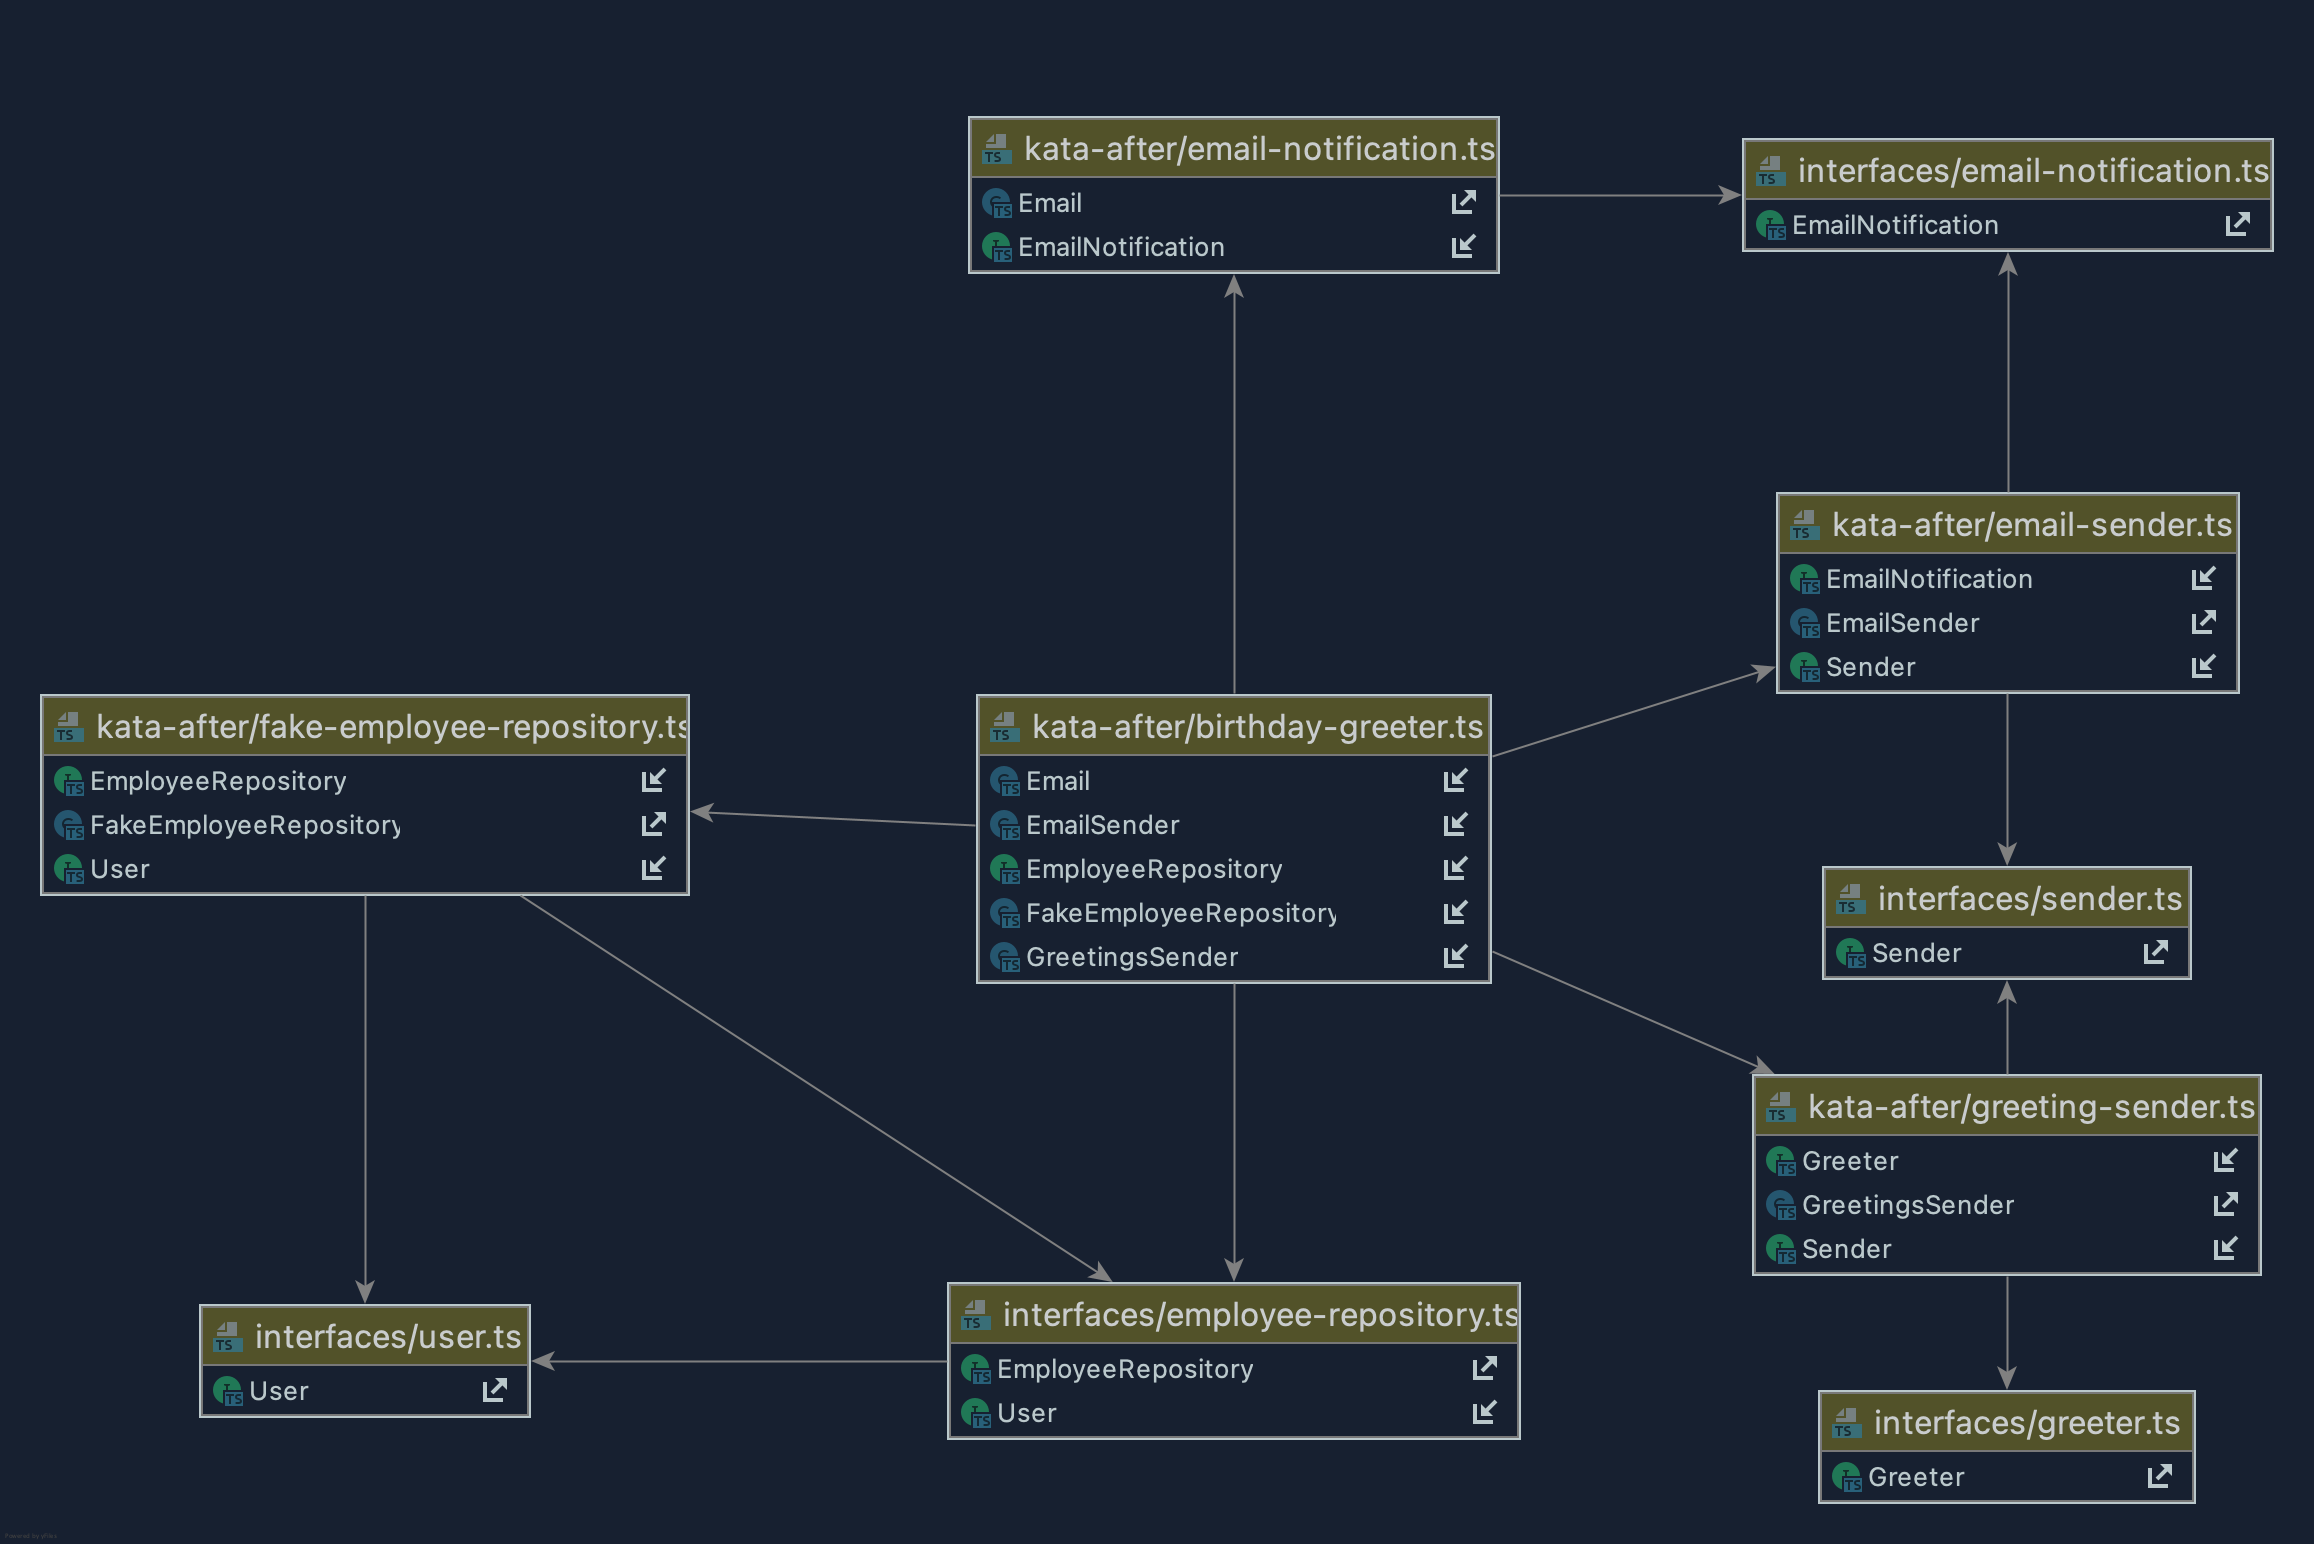 kata-after/email-notification.ts
Email
EmailNotification
interfaces/email-notification.ts
EmailNotification
kata-after/email-sender.ts
EmailNotification
EmailSender
Sender
kata-after/fake-employee-repository.ts
EmployeeRepository
FakeEmployeeRepository
User
kata-after/birthday-greeter.ts
Email
EmailSender
EmployeeRepository
FakeEmployeeRepository
GreetingsSender
interfaces/sender.ts
Sender
kata-after/greeting-sender.ts
Greeter
GreetingsSender
Sender
interfaces/user.ts
User
interfaces/employee-repository.ts
EmployeeRepository
User
interfaces/greeter.ts
Greeter
Powered by yFiles